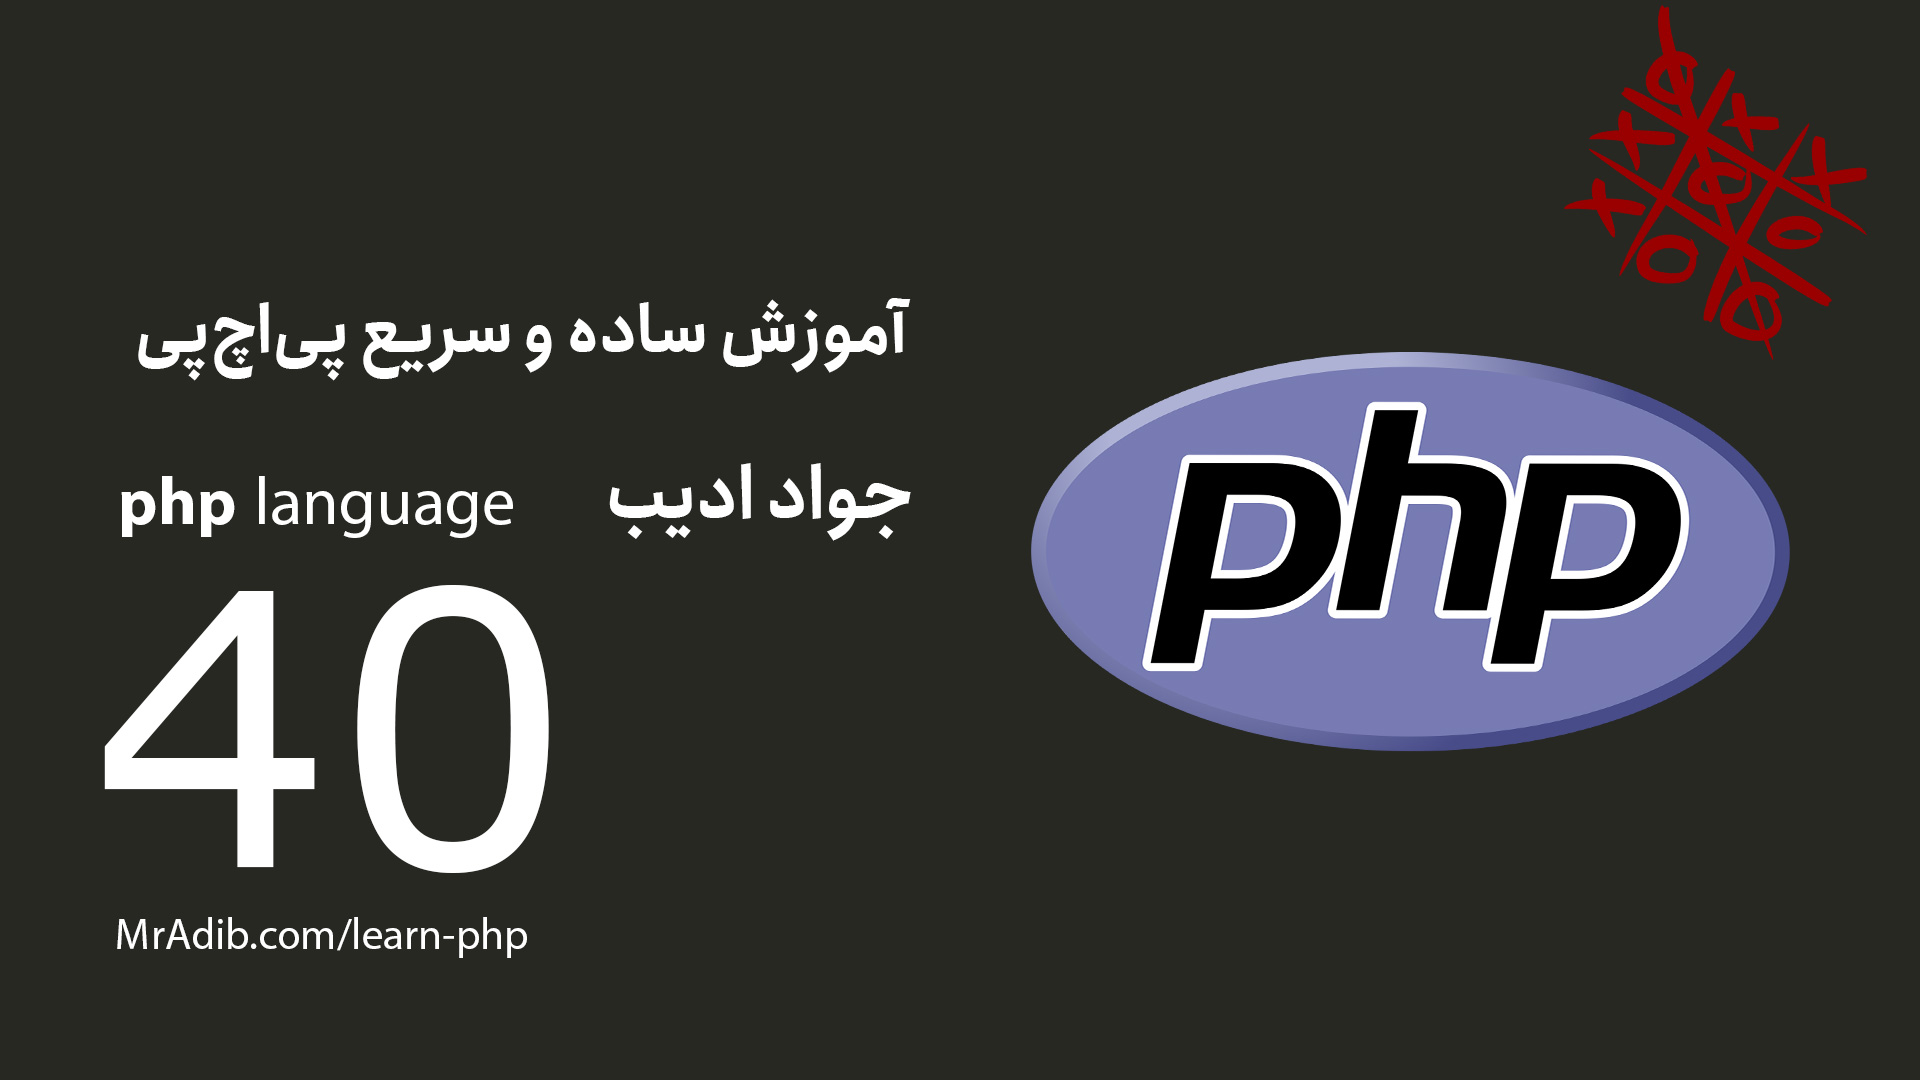 آموزش ساده و سریع پی‌اچ‌پی
جواد ادیب
php language
40
MrAdib.com/learn-php
php